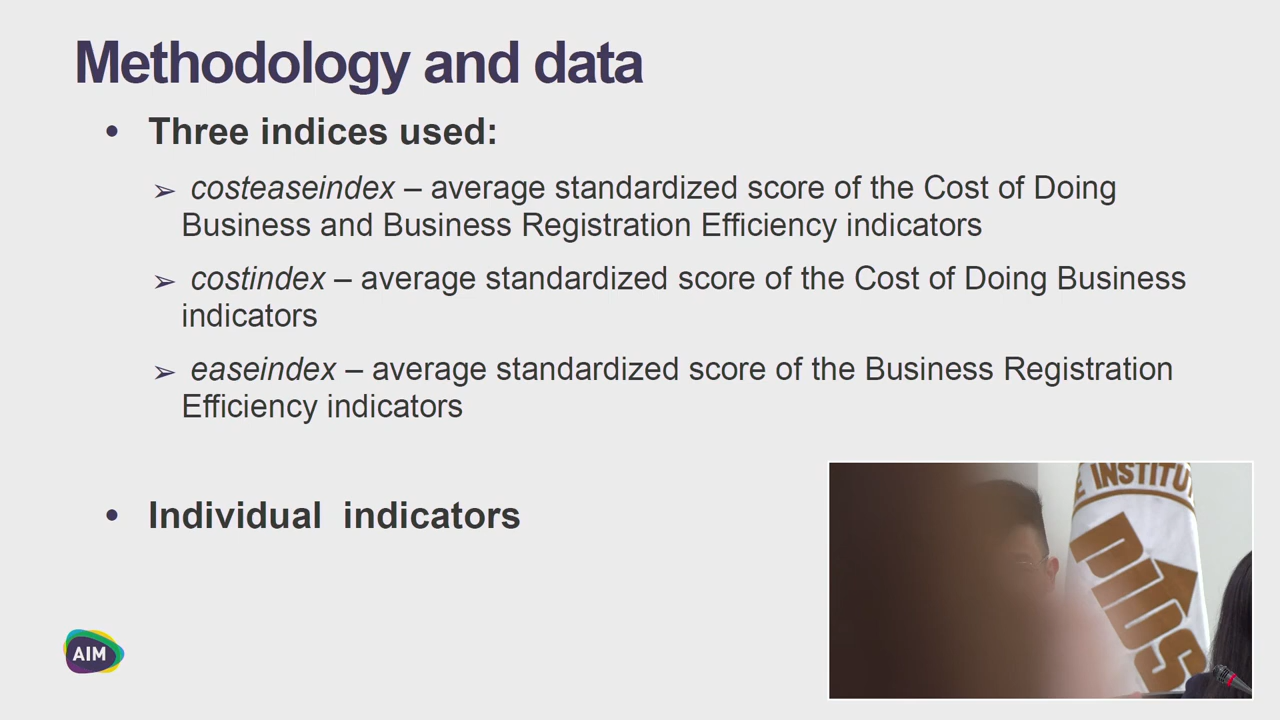 Methodology and data
• Three indices used:
➢ costeaseindex – average standardized score of the Cost of Doing
Business and Business Registration Efficiency indicators
➢ costindex – average standardized score of the Cost of Doing Business
indicators
➢ easeindex – average standardized score of the Business Registration
Efficiency indicators
• Individual indicators
AIM
INSTITU
PIDS